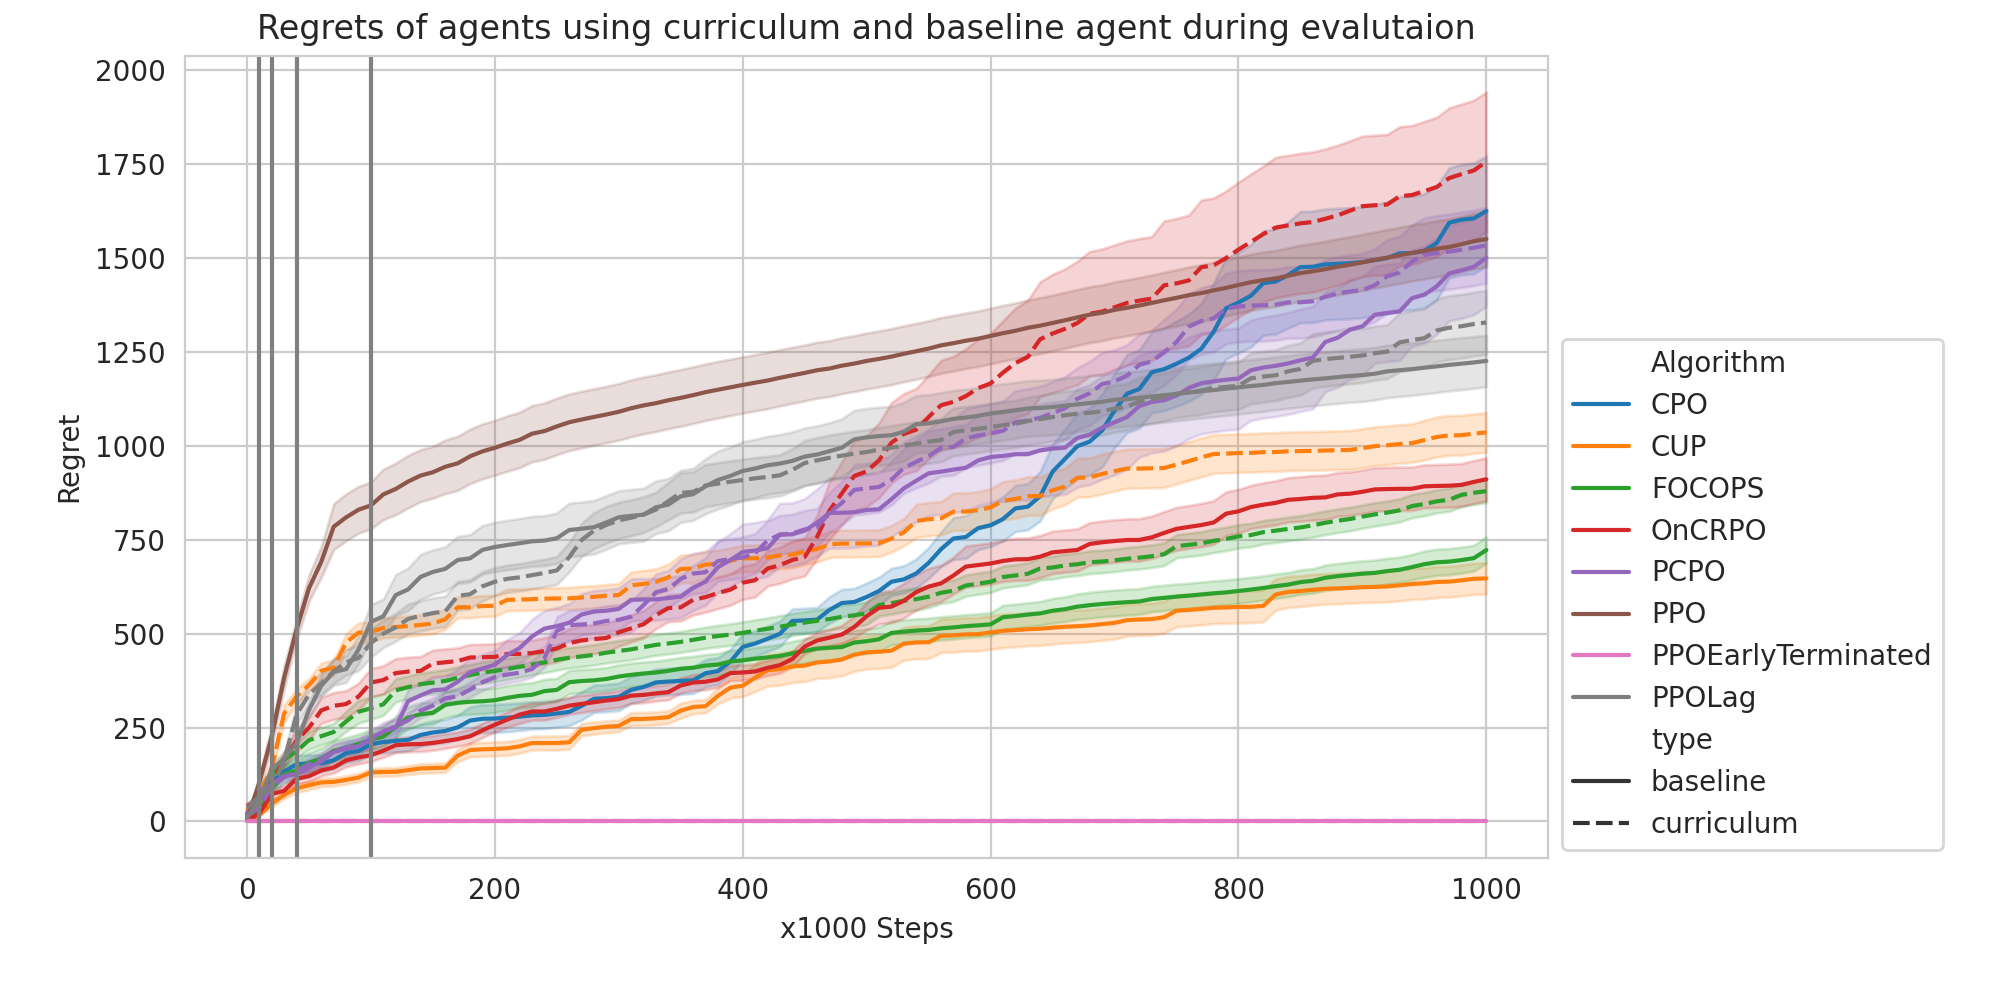 Regrets of agents using curriculum and baseline agent during evalutaion
2000
1750
1500
1250
1000
750
500
250
0
Regret
0 200 400 600 800 1000
x1000 Steps
Algorithm
CPO
CUP
FOCOPS
OnCRPO
PCPO
PPO
PPOEarlyTerminated
PPOLag
type
baseline
curriculum